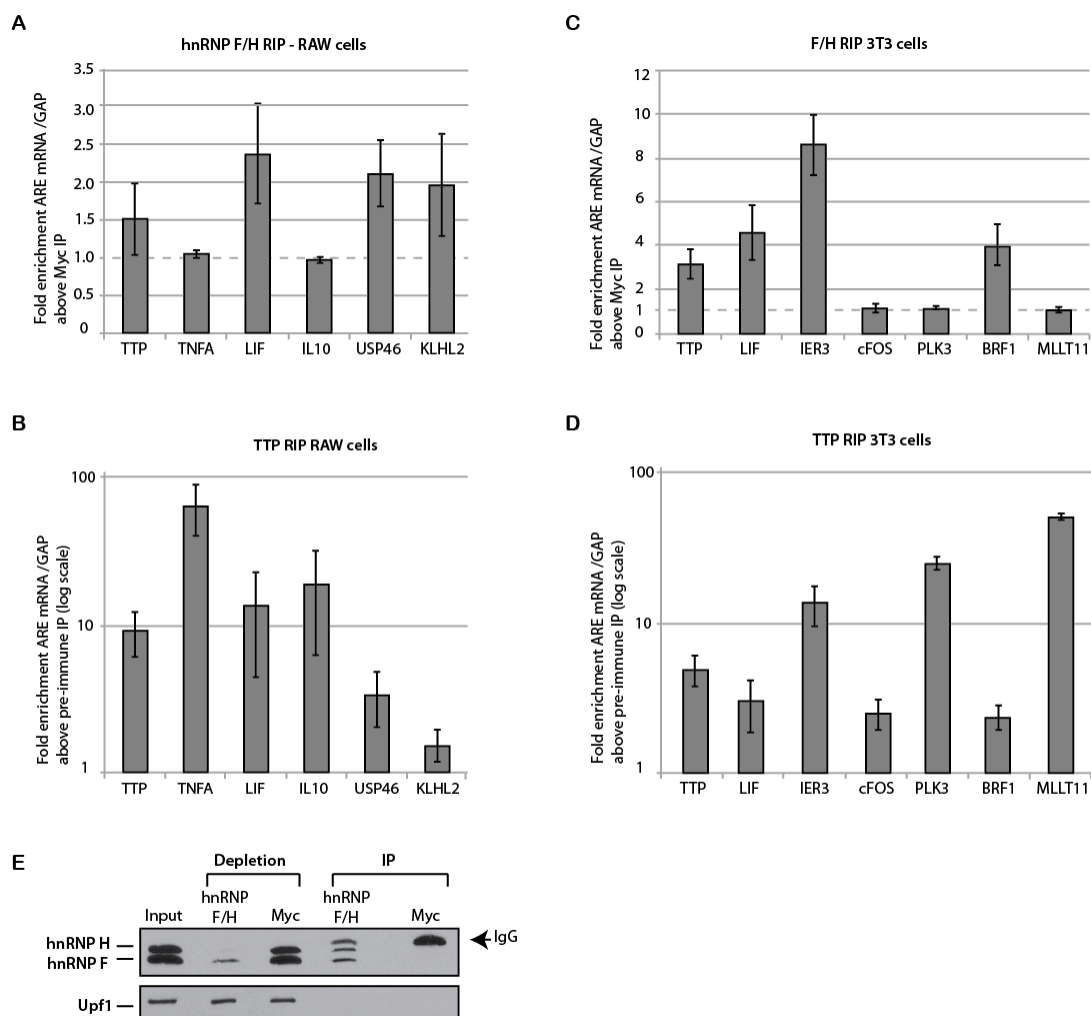 A
hnRNP F/H RIP - RAW cells
Fold enrichment ARE mRNA /GAP
above Myc IP
3.5
3.0
2.5
2.0
1.5
1.0
0.5
0
TTP TNFA LIF IL10 USP46 KLHL2
C
F/H RIP 3T3 cells
Fold enrichment ARE mRNA/GAP
above Myc IP
12
10
8
6
4
2
1
0
TTP LIF IER3 cFOS PLK3 BRF1 MLLT11
B
TTP RIP RAW cells
Fold enrichment ARE mRNA /GAP
above pre-immune IP (log scale)
100
10
1
TTP TNFA LIF IL10 USP46 KLHL2
D
TTP RIP 3T3 cells
Fold enrichment ARE mRNA /GAP
above pre-immune IP (log scale)
100
10
1
TTP LIF IER3 cFOS PLK3 BRF1 MLLT11
E
Depletion IP
hnRNP hnRNP
Input F/H Myc F/H Myc
hnRNP H
IgG
hnRNP F
Upf1